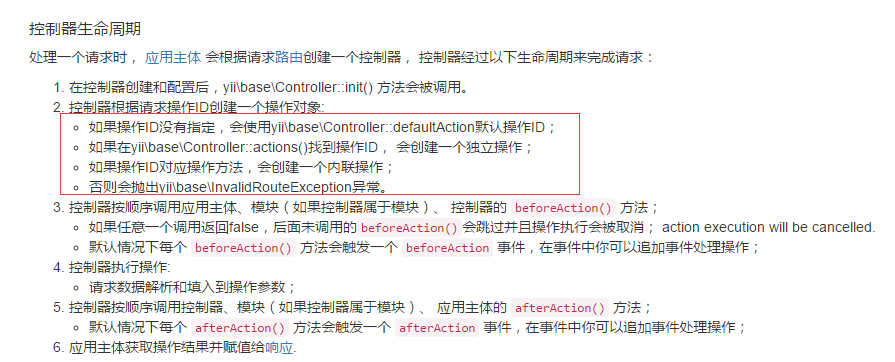 控制器生命周期
处理一个请求时， 应用主体 会根据请求路由创建一个控制器， 控制器经过以下生命周期来完成请求：
1. 在控制器创建和配置后，yii\base\Controller::init() 方法会被调用。
2. 控制器根据请求操作ID创建一个操作对象:
如果操作ID没有指定，会使用yii\base\Controller::defaultAction默认操作ID；
如果在yii\base\Controller::actions()找到操作ID， 会创建一个独立操作；
如果操作ID对应操作方法，会创建一个内联操作；
否则会抛出yii\base\InvalidRouteException异常。
3. 控制器按顺序调用应用主体、模块（如果控制器属于模块）、 控制器的 beforeAction() 方法；
如果任意一个调用返回false，后面未调用的 beforeAction() 会跳过并且操作执行会被取消； action execution will be cancelled.
默认情况下每个 beforeAction() 方法会触发一个 beforeAction 事件，在事件中你可以追加事件处理操作；
4. 控制器执行操作:
请求数据解析和填入到操作参数；
5. 控制器按顺序调用控制器、模块（如果控制器属于模块）、 应用主体的 afterAction() 方法；
默认情况下每个 afterAction() 方法会触发一个 afterAction 事件，在事件中你可以追加事件处理操作；
6. 应用主体获取操作结果并赋值给响应.